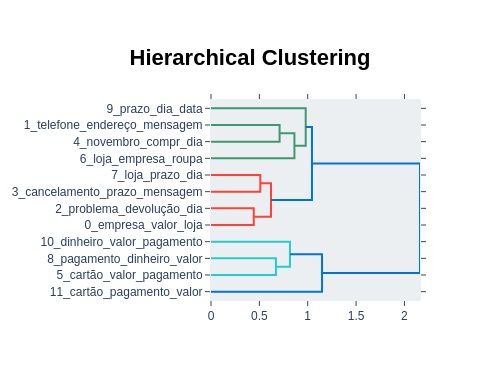 Hierarchical Clustering
9_prazo_dia_data
1_telefone_endereço_mensagem
4_novembro_compr_dia
6_loja_empresa_roupa
7_loja_prazo_dia
3_cancelamento_prazo_mensagem
2_problema_devolução_dia
0_empresa_valor_loja
10_dinheiro_valor_pagamento
8_pagamento_dinheiro_valor
5_cartão_valor_pagamento
11_cartão_pagamento_valor
0 0.5 1 1.5 2